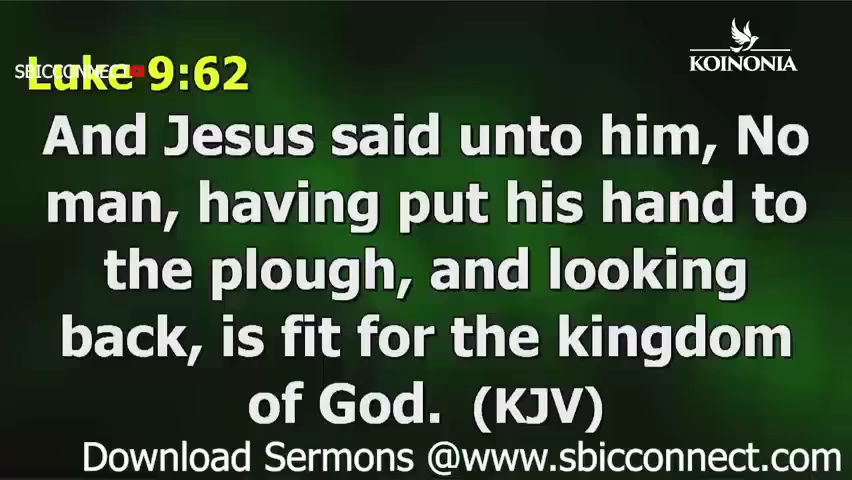 KOINONIA
SBICCONNECT
Luke 9:62
And Jesus said unto him, No
man, having put his hand to
the plough, and looking
back, is fit for the kingdom
of God. (KJV)
Download Sermons @www.sbicconnect.com